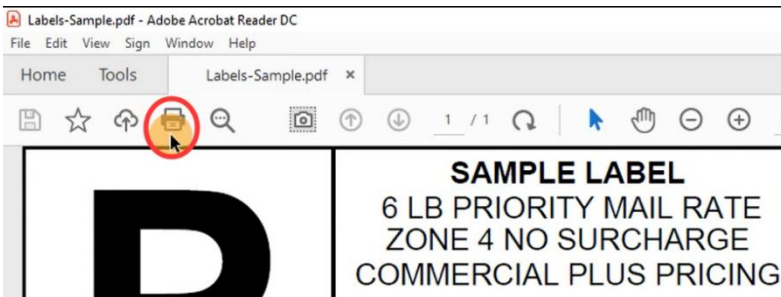 Labels-Sample.pdf - Adobe Acrobat Reader DC
File Edit View Sign Window Help
Home Tools Labels-Sample.pdf ×
1 / 1
SAMPLE LABEL
6 LB PRIORITY MAIL RATE
ZONE 4 NO SURCHARGE
COMMERCIAL PLUS PRICING